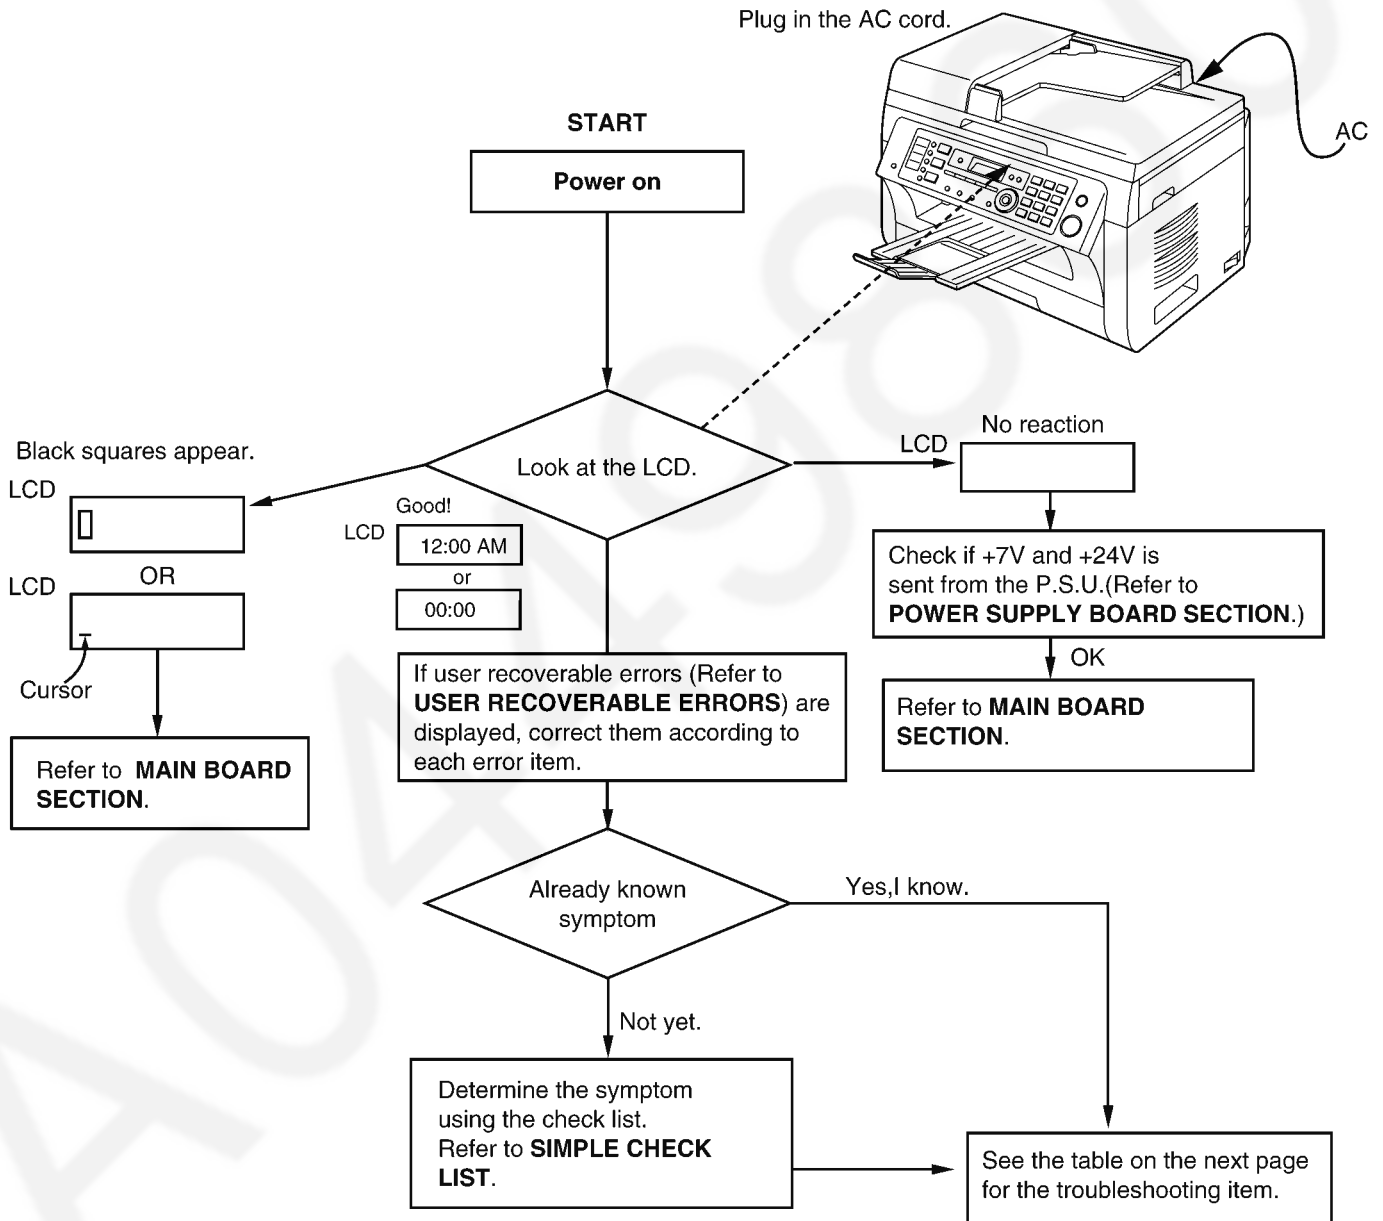 Plug in the AC cord.
AC
START
Power on
Look at the LCD.
Black squares appear.
LCD
OR
LCD
Cursor
Refer to MAIN BOARD
SECTION.
Good!
LCD
12:00 AM
or
00:00
No reaction
LCD
Check if +7V and +24V is
sent from the P.S.U.(Refer to
POWER SUPPLY BOARD SECTION.)
OK
Refer to MAIN BOARD
SECTION.
If user recoverable errors (Refer to
USER RECOVERABLE ERRORS) are
displayed, correct them according to
each error item.
Already known
symptom
Yes,I know.
Not yet.
Determine the symptom
using the check list.
Refer to SIMPLE CHECK
LIST.
See the table on the next page
for the troubleshooting item.